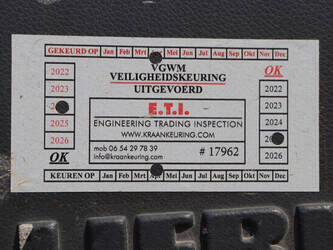 GEKEURD OP Jan Feb Mrt Mei Jun Jul Aug Sep Okt Nov Dec
VGWM
VEILIGHEIDSKEURING
UITGEVOERD
2022
2023
2025
2026
OK
OK
2022
2023
2024
2026
E.T.I.
ENGINEERING TRADING INSPECTION
WWW.KRAANKEURING.COM
mob 06 54 29 78 39
info@kraankeuring.com
# 17962
KEUREN OP Jan Feb Mrt Apr Mei Jun Jul Aug Sep Okt Nov Dec